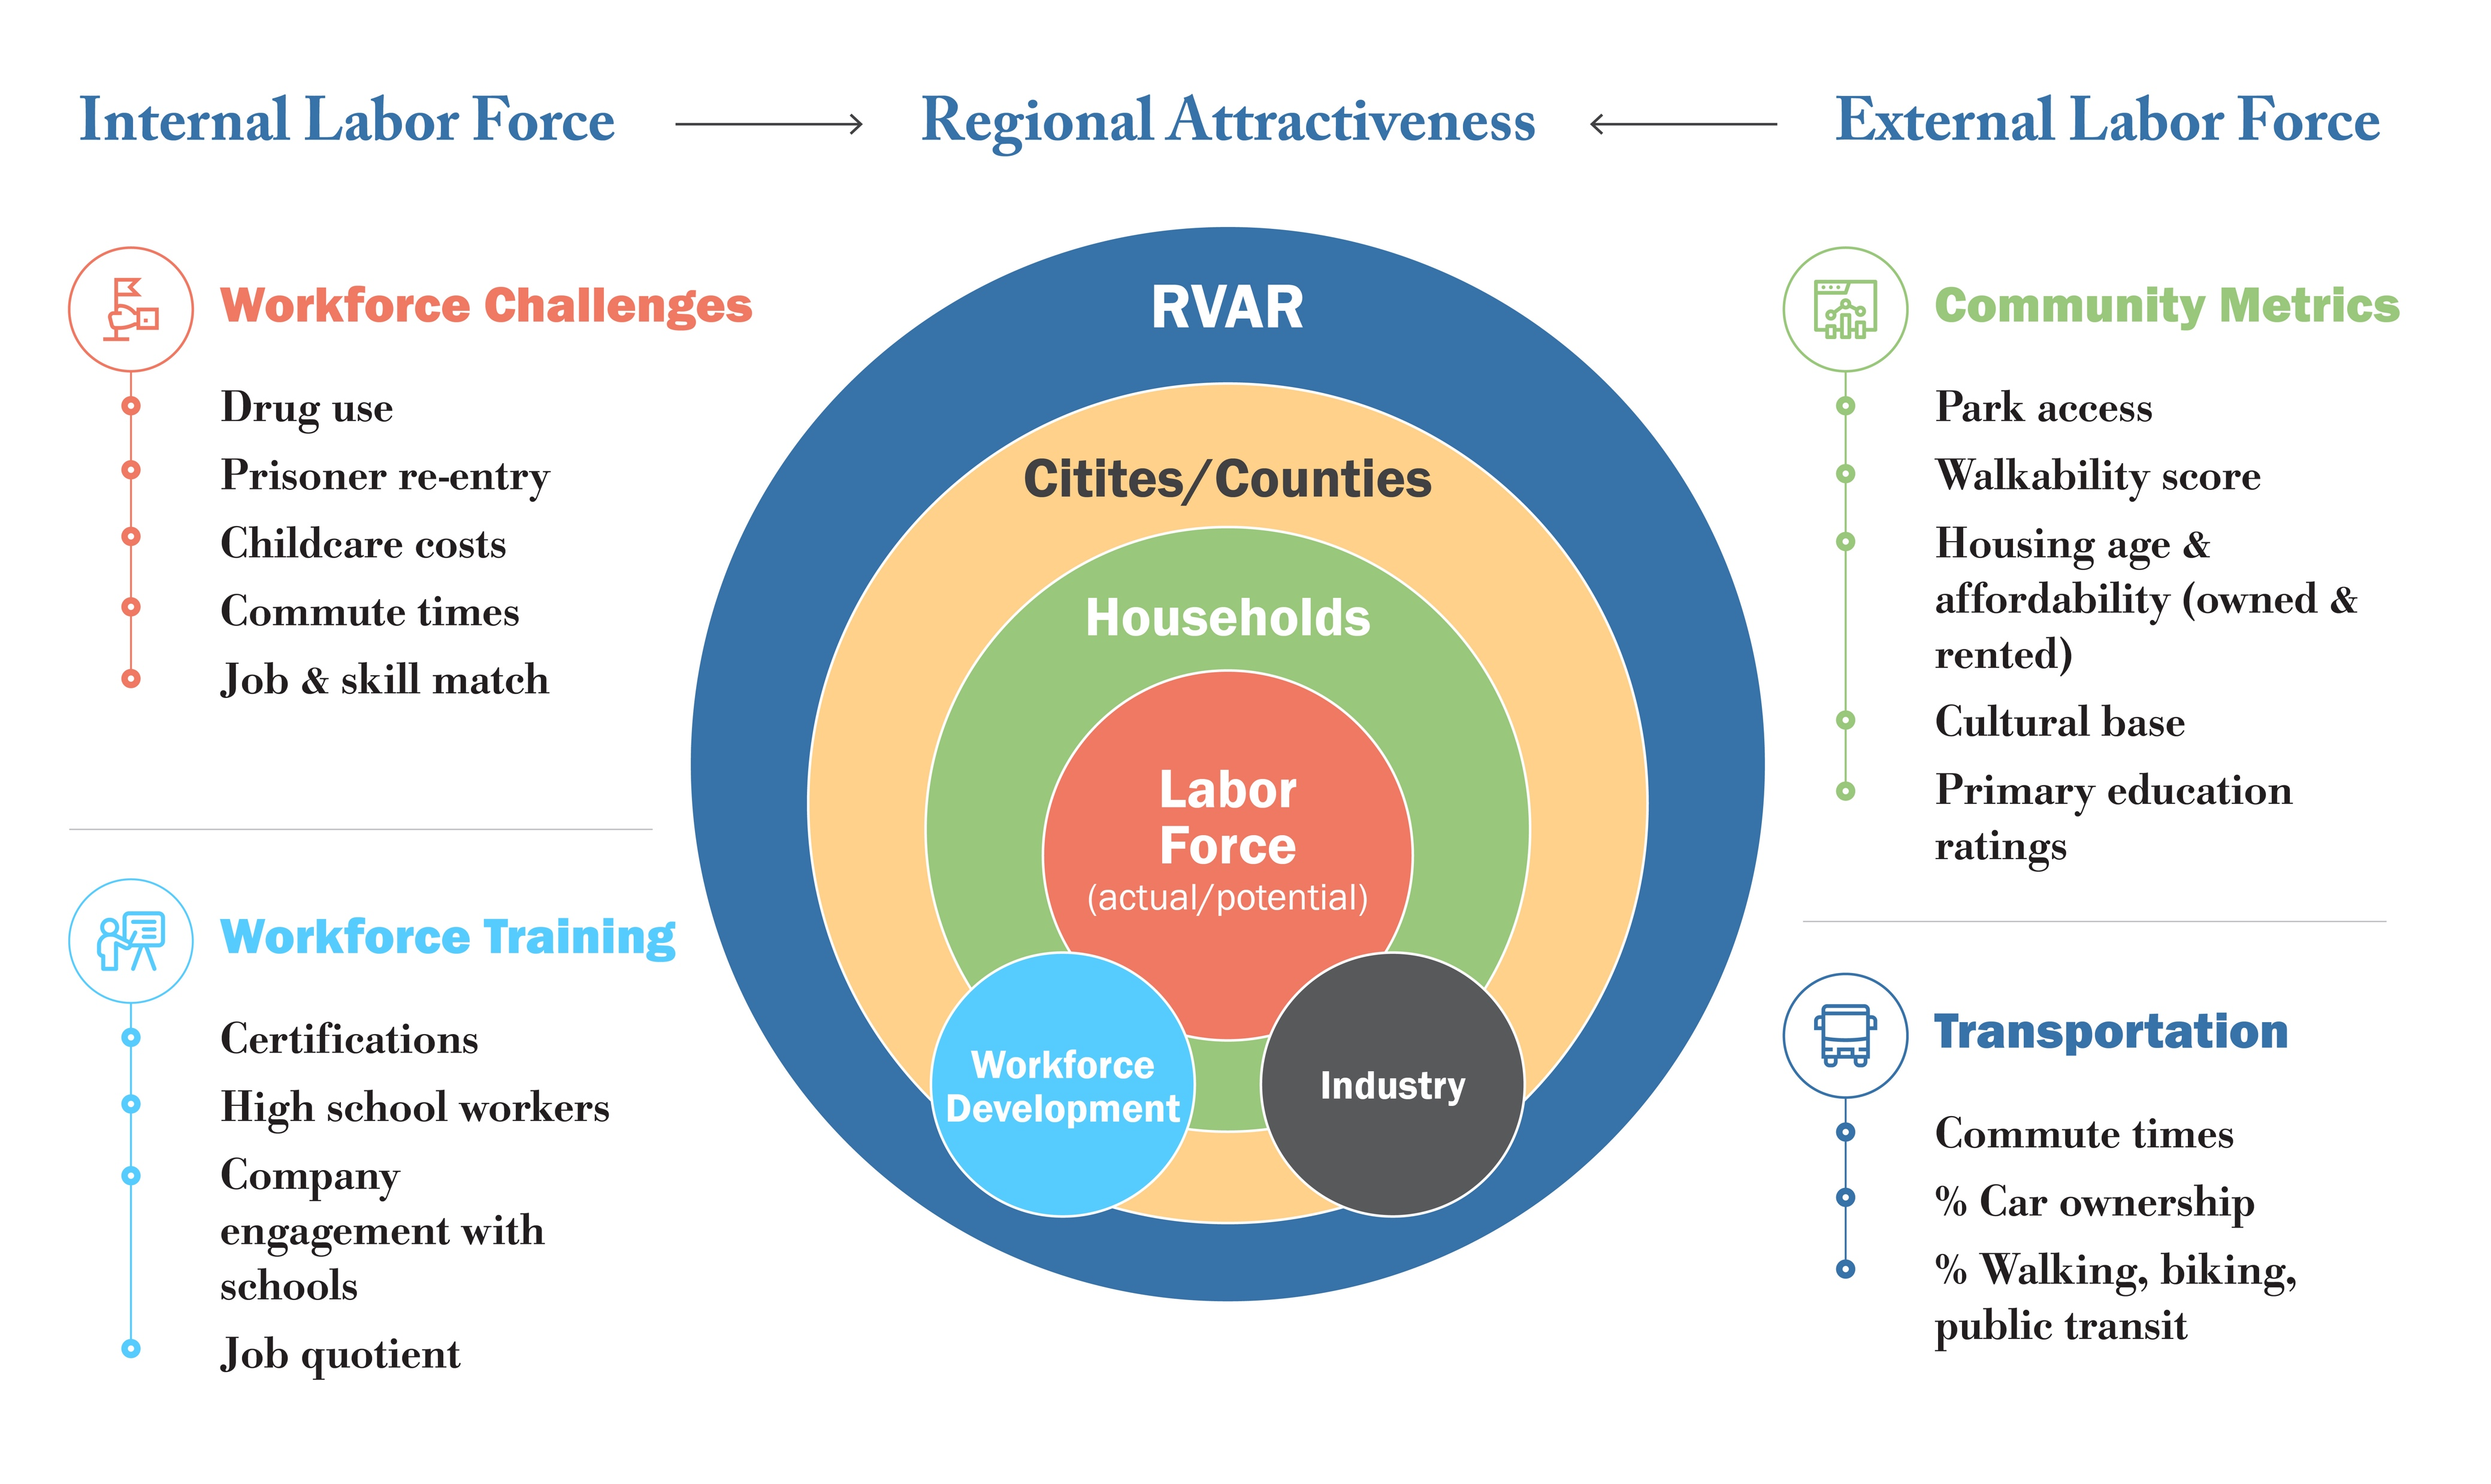 Internal Labor Force
Regional Attractiveness
External Labor Force
Workforce Challenges
Drug use
Prisoner re-entry
Childcare costs
Commute times
Job & skill match
Workforce Training
Certifications
High school workers
Company
engagement with
schools
Job quotient
RVAR
Citites/Counties
Households
Labor
Force
(actual/potential)
Workforce
Development
Industry
Community Metrics
Park access
Walkability score
Housing age &
affordability (owned &
rented)
Cultural base
Primary education
ratings
Transportation
Commute times
% Car ownership
% Walking, biking,
public transit